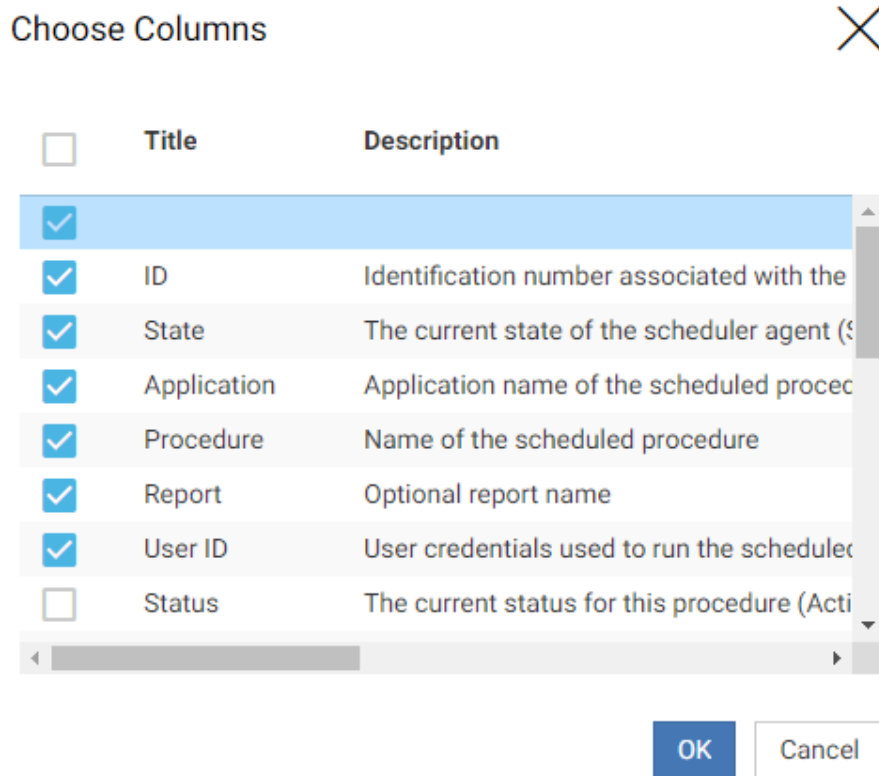 Choose Columns
Title Description
ID Identification number associated with the
State The current state of the scheduler agent (
Application Application name of the scheduled proced
Procedure Name of the scheduled procedure
Report Optional report name
User ID User credentials used to run the scheduled
Status The current status for this procedure (Acti
OK Cancel